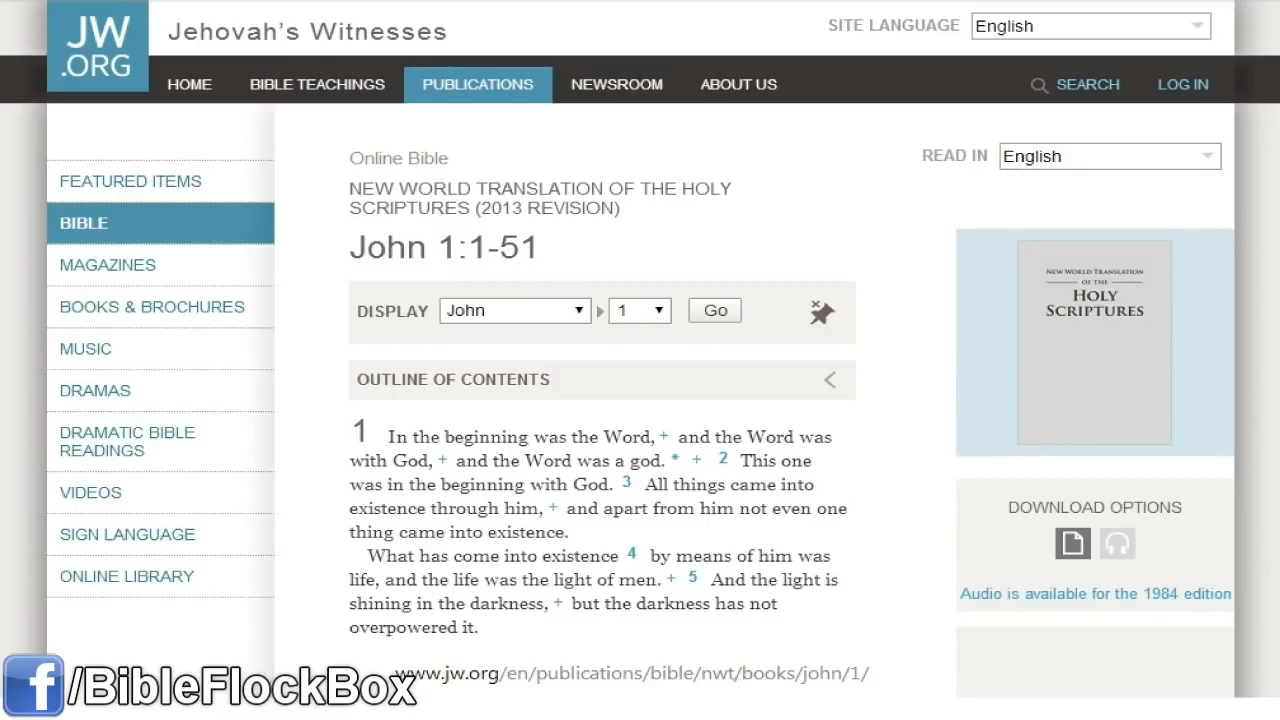 JW
.ORG
Jehovah's Witnesses
SITE LANGUAGE English
HOME BIBLE TEACHINGS PUBLICATIONS NEWSROOM ABOUT US SEARCH LOG IN
FEATURED ITEMS
BIBLE
MAGAZINES
BOOKS & BROCHURES
MUSIC
DRAMAS
DRAMATIC BIBLE
READINGS
VIDEOS
SIGN LANGUAGE
ONLINE LIBRARY
Online Bible
NEW WORLD TRANSLATION OF THE HOLY
SCRIPTURES (2013 REVISION)
John 1:1-51
DISPLAY John 1 Go
OUTLINE OF CONTENTS
1 In the beginning was the Word, + and the Word was
with God, + and the Word was a god. * + 2 This one
was in the beginning with God. 3 All things came into
existence through him, + and apart from him not even one
thing came into existence.
What has come into existence 4 by means of him was
life, and the life was the light of men. + 5 And the light is
shining in the darkness, + but the darkness has not
overpowered it.
www.jw.org/en/publications/bible/nwt/books/john/1/
READ IN English
NEW WORLD TRANSLATION
OF THE
HOLY
SCRIPTURES
DOWNLOAD OPTIONS
Audio is available for the 1984 edition
f/BibleFlockBox